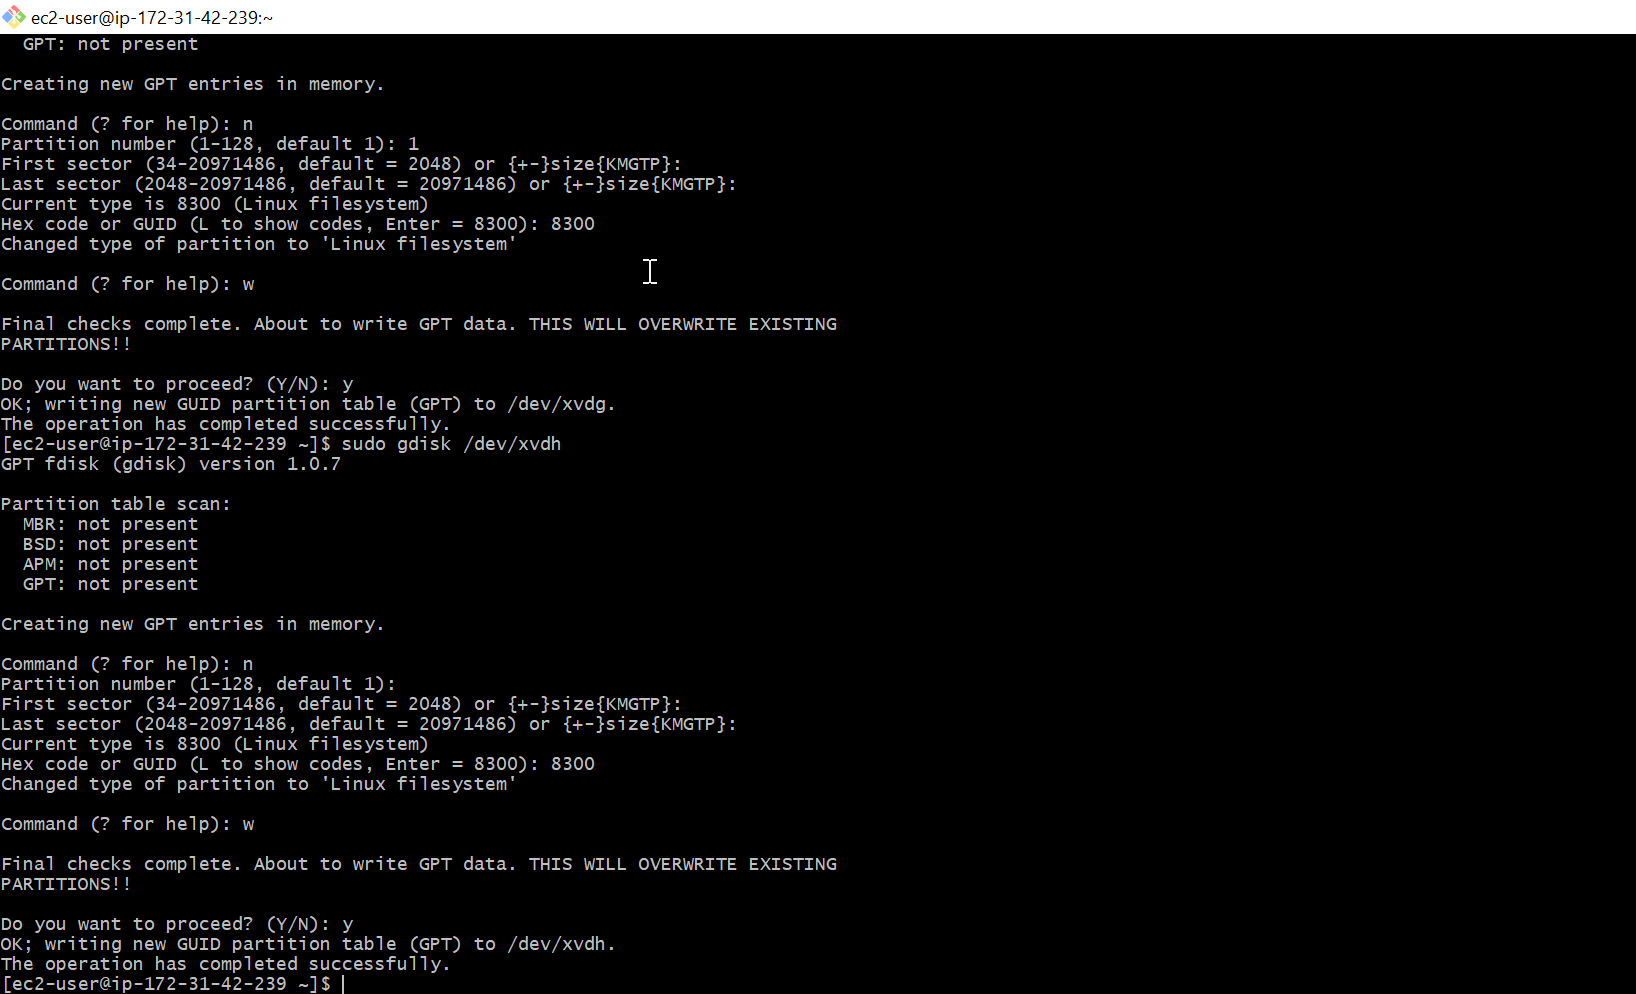 ec2-user@ip-172-31-42-239:~
GPT: not present
Creating new GPT entries in memory.
Command (? for help): n
Partition number (1-128, default 1): 1
First sector (34-20971486, default = 2048) or {+-}size{KMGTP}:
Last sector (2048-20971486, default = 20971486) or {+-}size{KMGTP}:
Current type is 8300 (Linux filesystem)
Hex code or GUID (L to show codes, Enter = 8300): 8300
Changed type of partition to 'Linux filesystem'
Command (? for help): w
Final checks complete. About to write GPT data. THIS WILL OVERWRITE EXISTING
PARTITIONS!!
Do you want to proceed? (Y/N): y
OK; writing new GUID partition table (GPT) to /dev/xvdg.
The operation has completed successfully.
[ec2-user@ip-172-31-42-239 ~]$ sudo gdisk /dev/xvdh
GPT fdisk (gdisk) version 1.0.7
Partition table scan:
MBR: not present
BSD: not present
APM: not present
GPT: not present
Creating new GPT entries in memory.
Command (? for help): n
Partition number (1-128, default 1):
First sector (34-20971486, default = 2048) or {+-}size{KMGTP}:
Last sector (2048-20971486, default = 20971486) or {+-}size{KMGTP}:
Current type is 8300 (Linux filesystem)
Hex code or GUID (L to show codes, Enter = 8300): 8300
Changed type of partition to 'Linux filesystem'
Command (? for help): w
Final checks complete. About to write GPT data. THIS WILL OVERWRITE EXISTING
PARTITIONS!!
Do you want to proceed? (Y/N): y
OK; writing new GUID partition table (GPT) to /dev/xvdh.
The operation has completed successfully.
[ec2-user@ip-172-31-42-239 ~]$